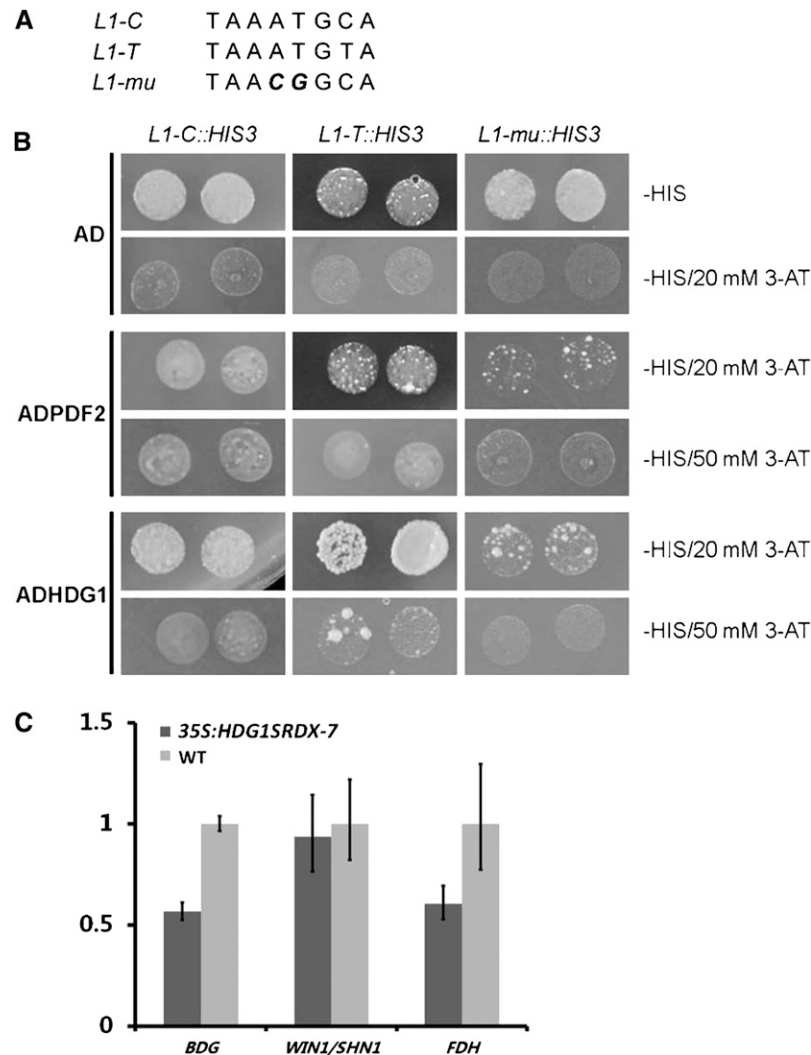 A
L1-C TAAATGCA
L1-T TAAATGTA
L1-mu TAACGGCA
B
L1-C::HIS3 L1-T::HIS3 L1-mu::HIS3
AD
-HIS
-HIS/20 mM 3-AT
ADPDF2
-HIS/20 mM 3-AT
-HIS/50 mM 3-AT
ADHDG1
-HIS/20 mM 3-AT
-HIS/50 mM 3-AT
C
35S:HDG1SRDX-7
WT
1.5
1
0.5
0
BDG WIN1/SHN1 FDH